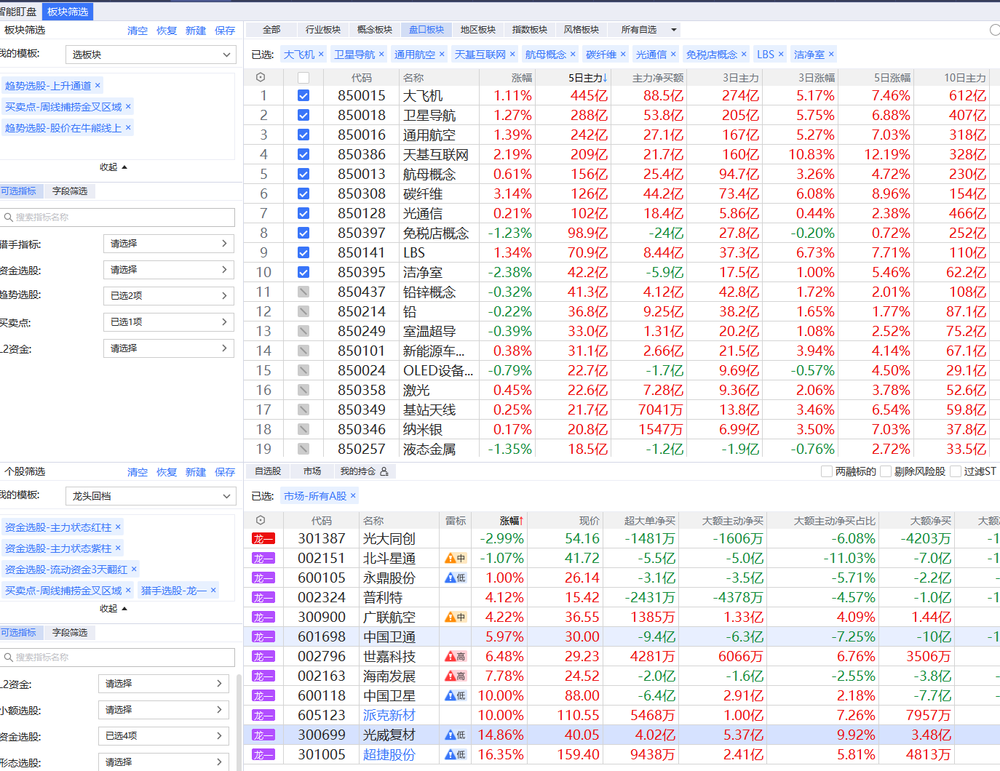 智能盯盘 板块筛选
板块筛选 清空 恢复 新建 保存
我的模板: 选板块
趋势选股-上升通道 ×
买卖点-周线捕捞金叉区域 ×
趋势选股-股价在牛熊线上 ×
收起
可选指标 字段筛选
搜索指标名称
猎手指标: 请选择
资金选股: 请选择
趋势选股: 已选2项
买卖点: 已选1项
L2资金: 请选择
全部 行业板块 概念板块 盘口板块 地区板块 指数板块 风格板块 所有自选
已选: 大飞机 × 卫星导航 × 通用航空 × 天基互联网 × 航母概念 × 碳纤维 × 光通信 × 免税店概念 × LBS × 洁净室 ×
代码 名称 涨幅 5日主力↓ 主力净买额 3日主力 3日涨幅 5日涨幅 10日主力
1 850015 大飞机 1.11% 445亿 88.5亿 274亿 5.17% 7.46% 612亿
2 850018 卫星导航 1.27% 288亿 53.8亿 205亿 5.75% 6.88% 407亿
3 850016 通用航空 1.39% 242亿 27.1亿 167亿 5.27% 7.03% 318亿
4 850386 天基互联网 2.19% 209亿 21.7亿 160亿 10.83% 12.19% 328亿
5 850013 航母概念 0.61% 156亿 25.4亿 94.7亿 3.26% 4.72% 230亿
6 850308 碳纤维 3.14% 126亿 44.2亿 73.4亿 6.08% 8.96% 154亿
7 850128 光通信 0.21% 102亿 18.4亿 5.86亿 0.44% 2.38% 466亿
8 850397 免税店概念 -1.23% 98.9亿 -24亿 27.8亿 -0.20% 0.72% 252亿
9 850141 LBS 1.34% 70.9亿 8.44亿 37.3亿 6.73% 7.71% 110亿
10 850395 洁净室 -2.38% 42.2亿 -5.9亿 17.5亿 1.00% 5.46% 62.2亿
11 850437 铅锌概念 -0.32% 41.3亿 4.12亿 42.8亿 1.72% 2.01% 108亿
12 850214 铅 -0.22% 36.8亿 9.25亿 38.2亿 1.65% 1.77% 87.1亿
13 850249 室温超导 -0.39% 33.0亿 1.31亿 20.2亿 1.08% 2.52% 75.2亿
14 850101 新能源车... 0.38% 31.1亿 2.66亿 21.5亿 3.94% 4.14% 67.1亿
15 850024 OLED设备... -0.79% 22.7亿 -1.7亿 9.69亿 -0.57% 4.50% 29.1亿
16 850358 激光 0.45% 22.6亿 7.28亿 9.36亿 2.06% 3.78% 52.6亿
17 850349 基站天线 0.25% 21.7亿 7041万 13.8亿 3.46% 6.54% 59.8亿
18 850346 纳米银 0.17% 20.8亿 1547万 6.99亿 3.50% 7.03% 37.8亿
19 850257 液态金属 -1.35% 18.5亿 -1.2亿 -1.9亿 -0.76% 2.72% 33.5亿
个股筛选 清空 恢复 新建 保存
我的模板: 龙头回档
资金选股-主力状态红柱 ×
资金选股-主力状态紫柱 ×
资金选股-流动资金3天翻红 ×
买卖点-周线捕捞金叉区域 × 猎手选股-龙一 ×
收起
可选指标 字段筛选
搜索指标名称
L2资金: 请选择
小额选股: 请选择
资金选股: 已选4项
形态选股: 请选择
自选股 市场 我的持仓 两融标的 剔除风险股 过滤ST
已选: 市场-所有A股 ×
代码 名称 雷标 涨幅↑ 现价 超大单净买 大额主动净买 大额主动净买占比 大额净买 大额
龙一 301387 光大同创 -2.99% 54.16 -1481万 -1606万 -6.08% -4203万 -1
龙一 002151 北斗星通 中 -1.07% 41.72 -5.5亿 -5.0亿 -11.03% -7.0亿 -1
龙一 600105 永鼎股份 低 1.00% 26.14 -3.1亿 -3.5亿 -5.71% -2.2亿 -
龙一 002324 普利特 4.12% 15.42 -2431万 -4378万 -4.57% -1.0亿 -1
龙一 300900 广联航空 中 4.22% 36.55 1385万 1.33亿 4.09% 1.44亿
龙一 601698 中国卫通 5.97% 30.00 -9.4亿 -6.3亿 -7.25% -10亿 -1
龙一 002796 世嘉科技 高 6.48% 29.23 4281万 6066万 6.76% 3506万
龙一 002163 海南发展 高 7.78% 24.52 -2.0亿 -1.6亿 -2.55% -3.8亿 -
龙一 600118 中国卫星 低 10.00% 88.00 -6.4亿 2.91亿 2.18% -7.7亿 -
龙一 605123 派克新材 10.00% 110.55 5468万 1.00亿 7.26% 7957万
龙一 300699 光威复材 低 14.86% 40.05 4.02亿 5.37亿 9.92% 3.48亿
龙一 301005 超捷股份 低 16.35% 159.40 9438万 2.41亿 5.81% 4813万